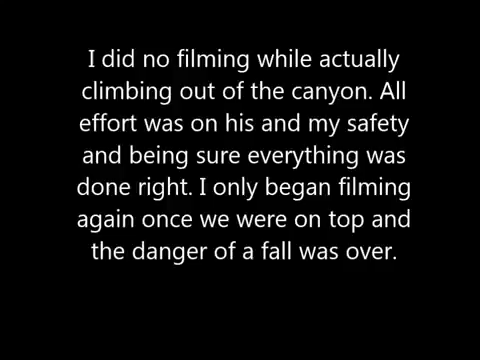 I did no filming while actually
climbing out of the canyon. All
effort was on his and my safety
and being sure everything was
done right. I only began filming
again once we were on top and
the danger of a fall was over.